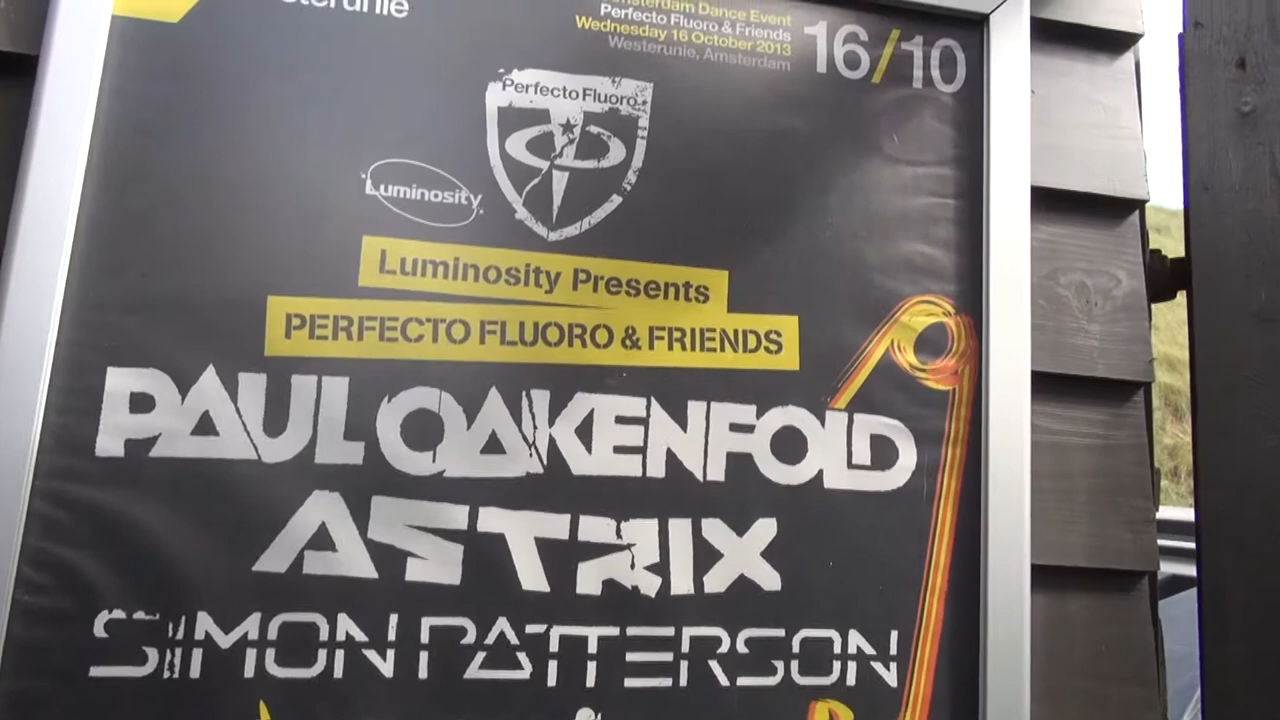 Amsterdam Dance Event
Perfecto Fluoro & Friends
Wednesday 16 October 2013
Westerunie, Amsterdam
16/10
Perfecto Fluoro
Luminosity
Luminosity Presents
PERFECTO FLUORO & FRIENDS
PAUL OAKENFOLD
ASTRIX
SIMON PATTERSON